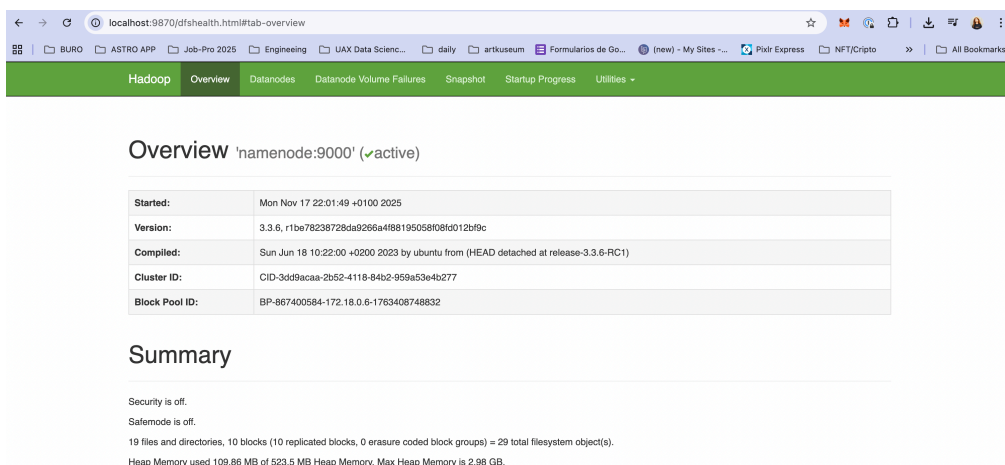 localhost:9870/dfshealth.html#tab-overview
BURO ASTRO APP Job-Pro 2025 Engineeing UAX Data Scienc... daily artkuseum Formularios de Go... (new) - My Sites -... Pixlr Express NFT/Cripto » All Bookmarks
Hadoop Overview Datanodes Datanode Volume Failures Snapshot Startup Progress Utilities
Overview 'namenode:9000' (✔active)
Started: Mon Nov 17 22:01:49 +0100 2025
Version: 3.3.6, r1be78238728da9266a4f88195058f08fd012bf9c
Compiled: Sun Jun 18 10:22:00 +0200 2023 by ubuntu from (HEAD detached at release-3.3.6-RC1)
Cluster ID: CID-3dd9acaa-2b52-4118-84b2-959a53e4b277
Block Pool ID: BP-867400584-172.18.0.6-1763408748832
Summary
Security is off.
Safemode is off.
19 files and directories, 10 blocks (10 replicated blocks, 0 erasure coded block groups) = 29 total filesystem object(s).
Heap Memory used 109.86 MB of 523.5 MB Heap Memory. Max Heap Memory is 2.98 GB.